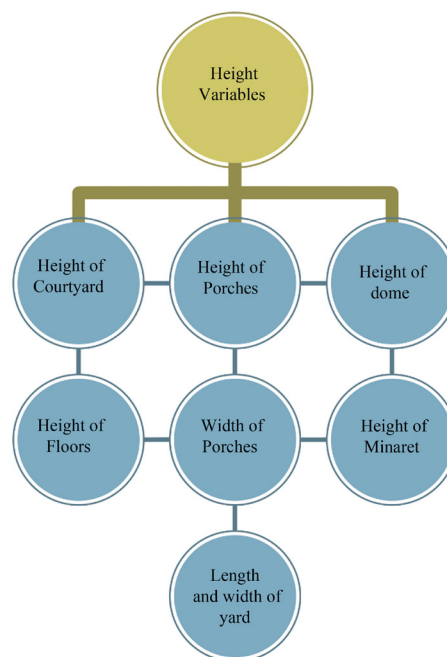 Height
Variables
Height of
Courtyard
Height of
Porches
Height of
dome
Height of
Floors
Width of
Porches
Height of
Minaret
Length
and width of
yard